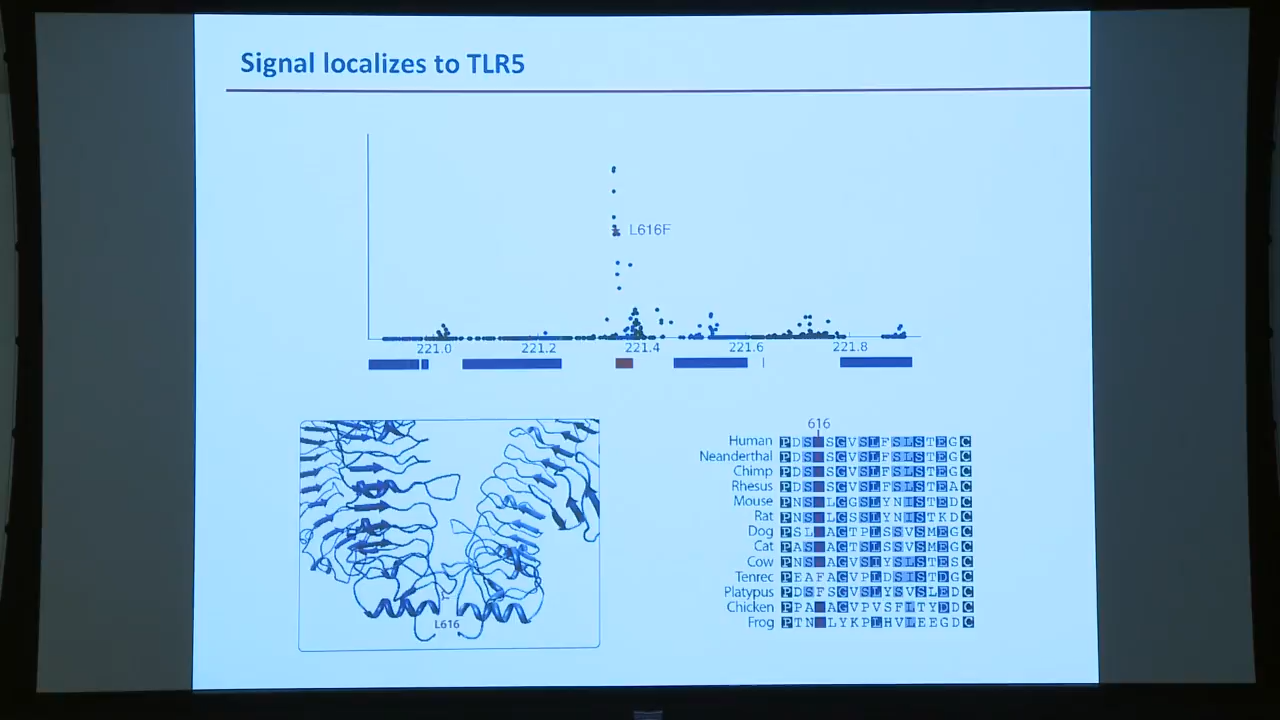 Signal localizes to TLR5
L616F
221.0 221.2 221.4 221.6 221.8
616
Human PDS SGVSLFSLSTEGC
Neanderthal PDS SGVSLFSLSTEGC
Chimp PDS SGVSLFSLSTEGC
Rhesus PDS SGVSLFSLSTEAC
Mouse PNS LGGSLYNISTEDC
Rat PNS LGSSLYNISTKDC
Dog PSL AGTPLSSVSMEGC
Cat PAS AGTSLSSVSMEGC
Cow PNS AGVSIYSLSTESC
Tenrec PEAFAGVPLDSISTDGC
Platypus PDSFSGVSLYSVSLEDC
Chicken PPA AGVPVSFLTYDDC
Frog PTN LYKPLHVLEEGDC
L616